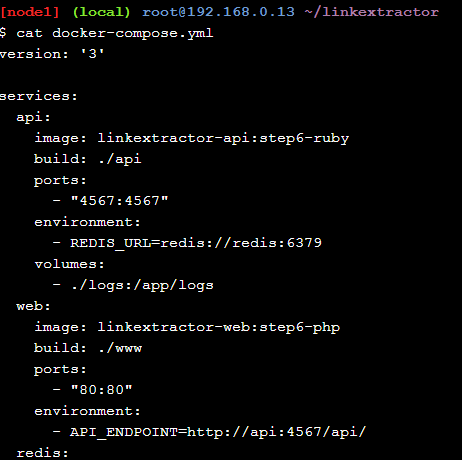 [node1] (local) root@192.168.0.13 ~/linkextractor
$ cat docker-compose.yml
version: '3'

services:
  api:
    image: linkextractor-api:step6-ruby
    build: ./api
    ports:
      - "4567:4567"
    environment:
      - REDIS_URL=redis://redis:6379
    volumes:
      - ./logs:/app/logs
  web:
    image: linkextractor-web:step6-php
    build: ./www
    ports:
      - "80:80"
    environment:
      - API_ENDPOINT=http://api:4567/api/
  redis: